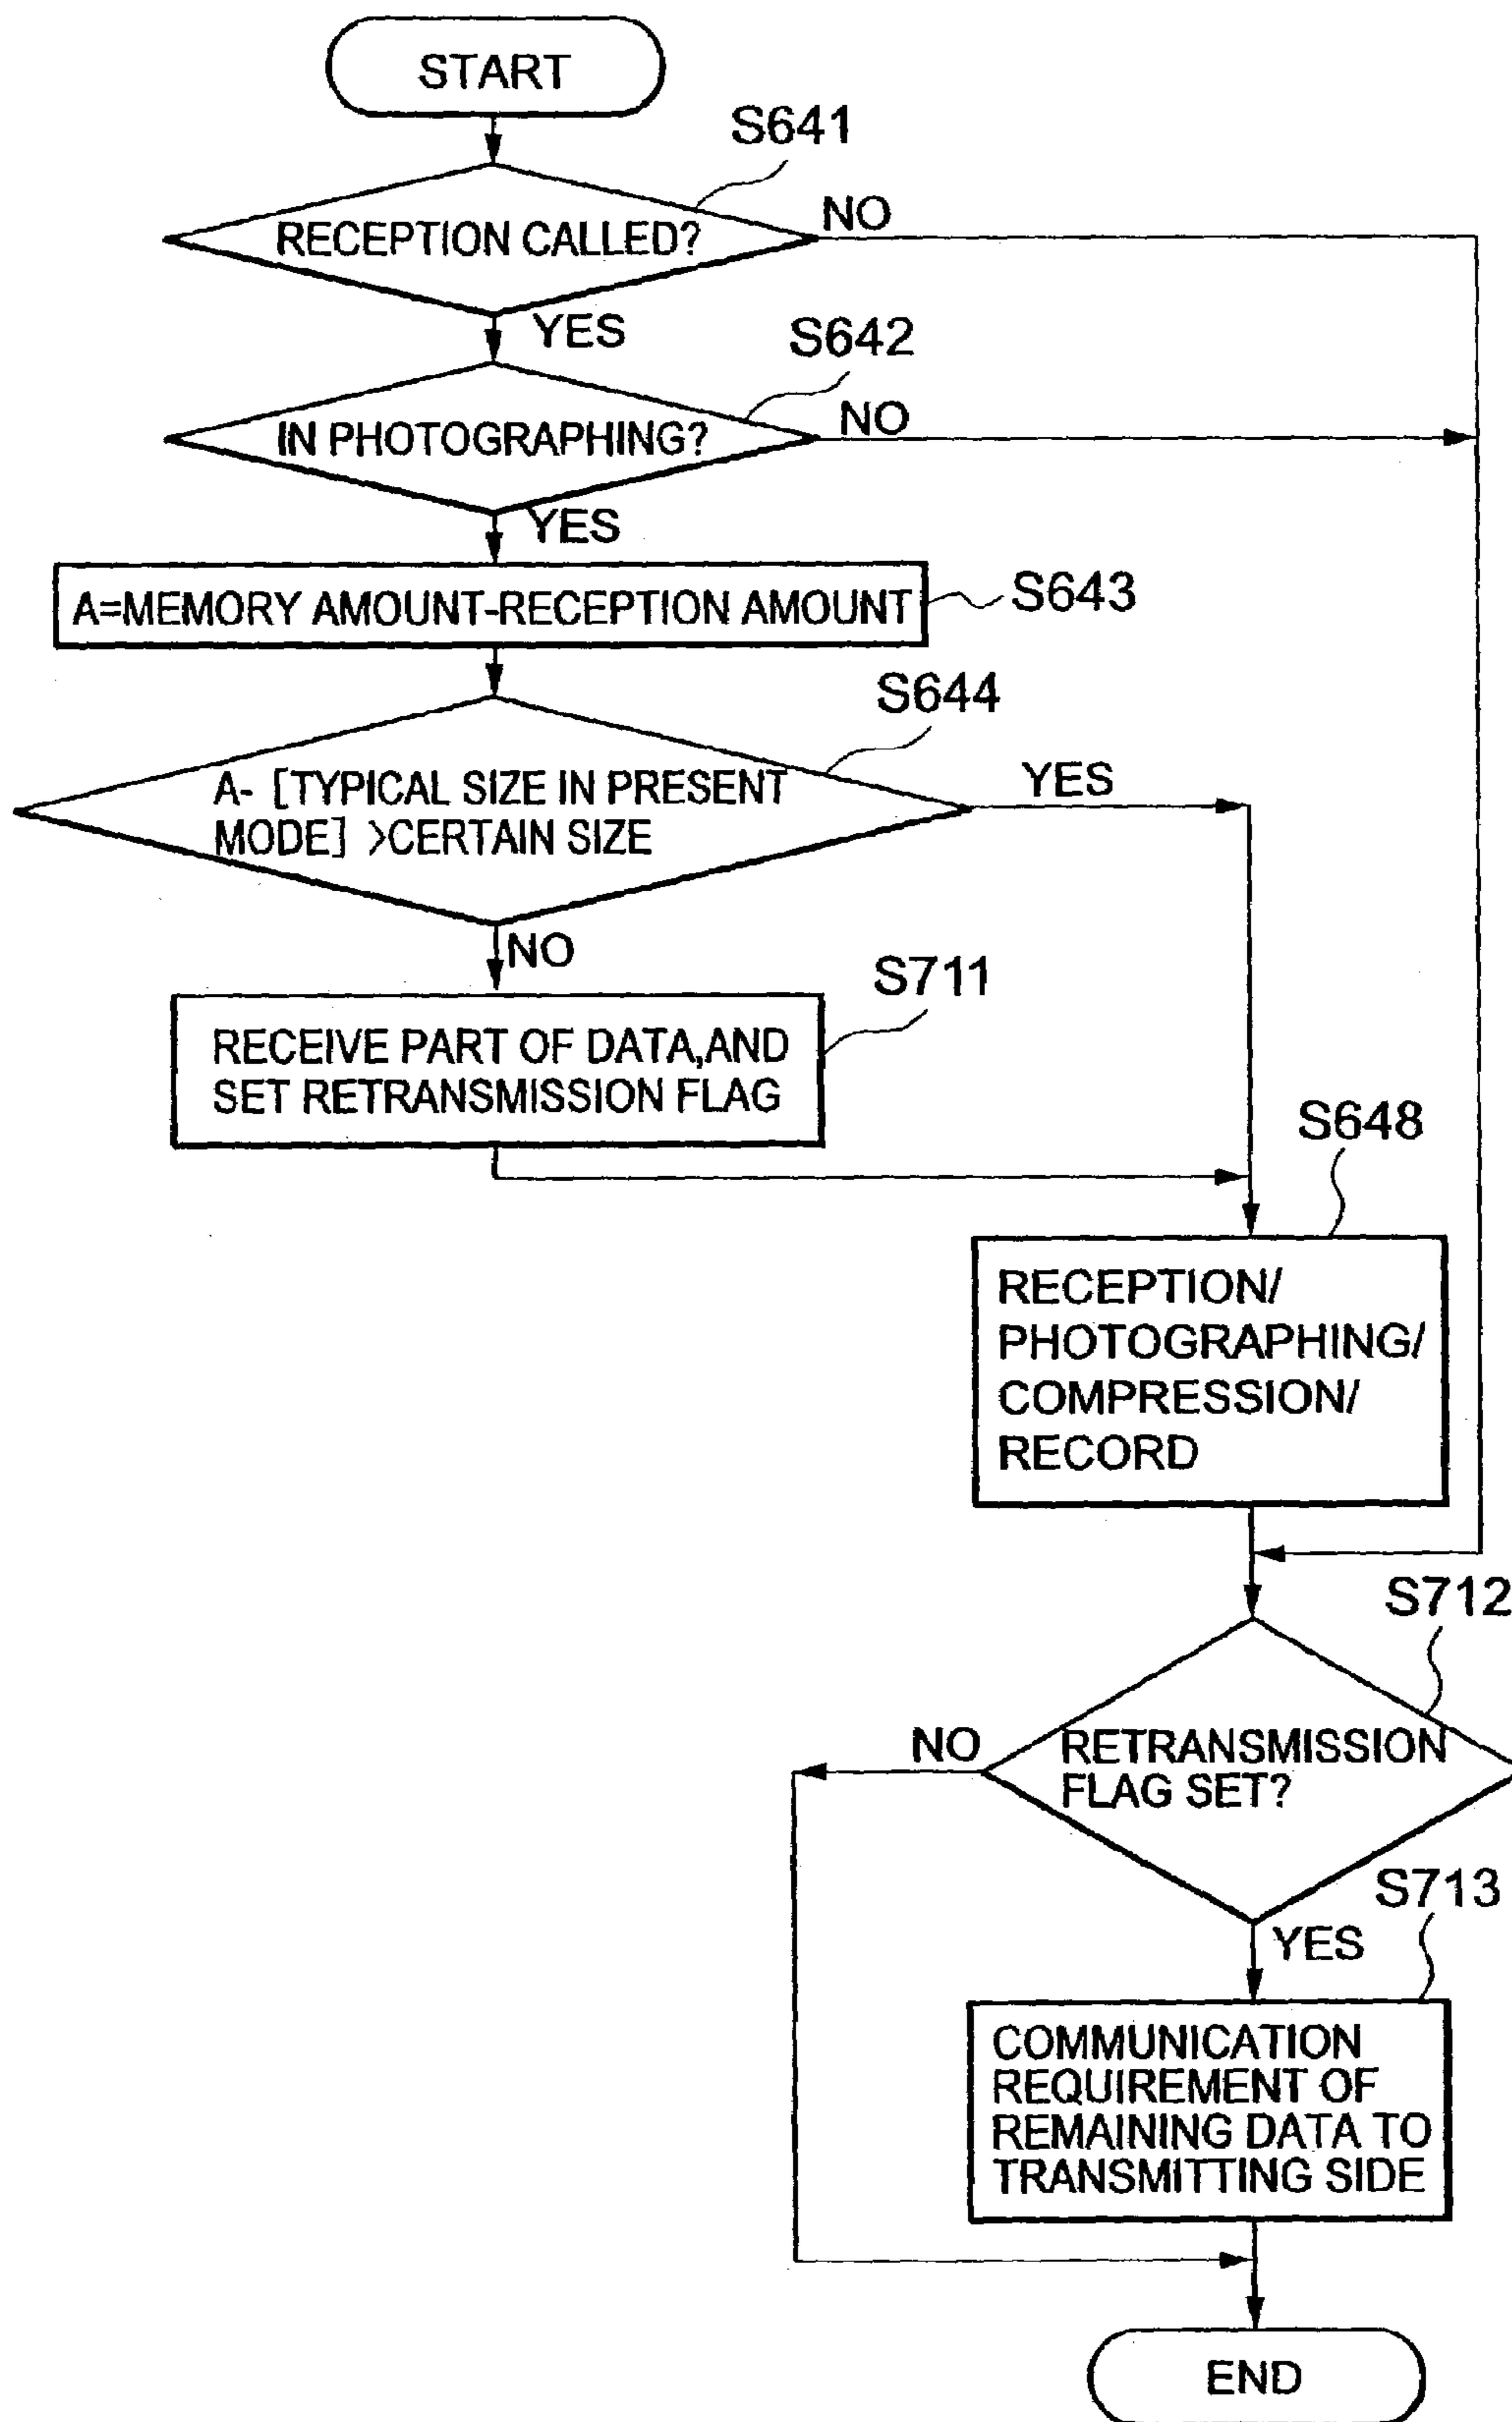 START
S641
RECEPTION CALLED?
NO
YES
S642
IN PHOTOGRAPHING?
NO
YES
A=MEMORY AMOUNT-RECEPTION AMOUNT
S643
S644
A- [TYPICAL SIZE IN PRESENT
MODE] >CERTAIN SIZE
YES
NO
S711
RECEIVE PART OF DATA,AND
SET RETRANSMISSION FLAG
S648
RECEPTION/
PHOTOGRAPHING/
COMPRESSION/
RECORD
S712
NO
RETRANSMISSION
FLAG SET?
S713
YES
COMMUNICATION
REQUIREMENT OF
REMAINING DATA TO
TRANSMITTING SIDE
END